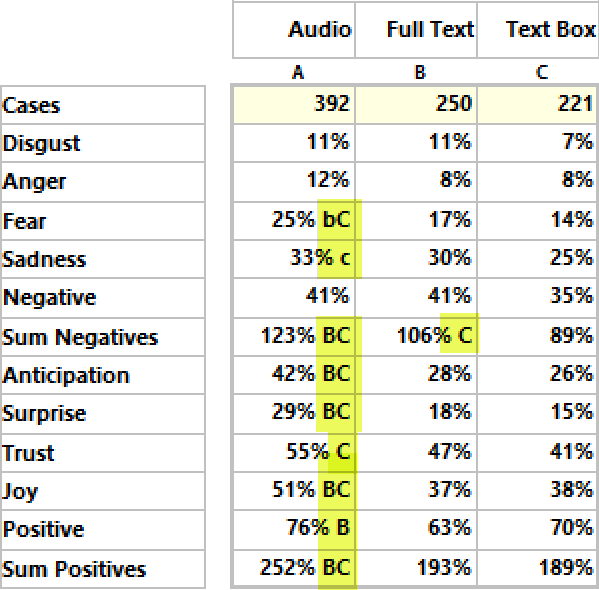 Audio Full Text Text Box
A B C
Cases 392 250 221
Disgust 11% 11% 7%
Anger 12% 8% 8%
Fear 25% bC 17% 14%
Sadness 33% c 30% 25%
Negative 41% 41% 35%
Sum Negatives 123% BC 106% C 89%
Anticipation 42% BC 28% 26%
Surprise 29% BC 18% 15%
Trust 55% C 47% 41%
Joy 51% BC 37% 38%
Positive 76% B 63% 70%
Sum Positives 252% BC 193% 189%